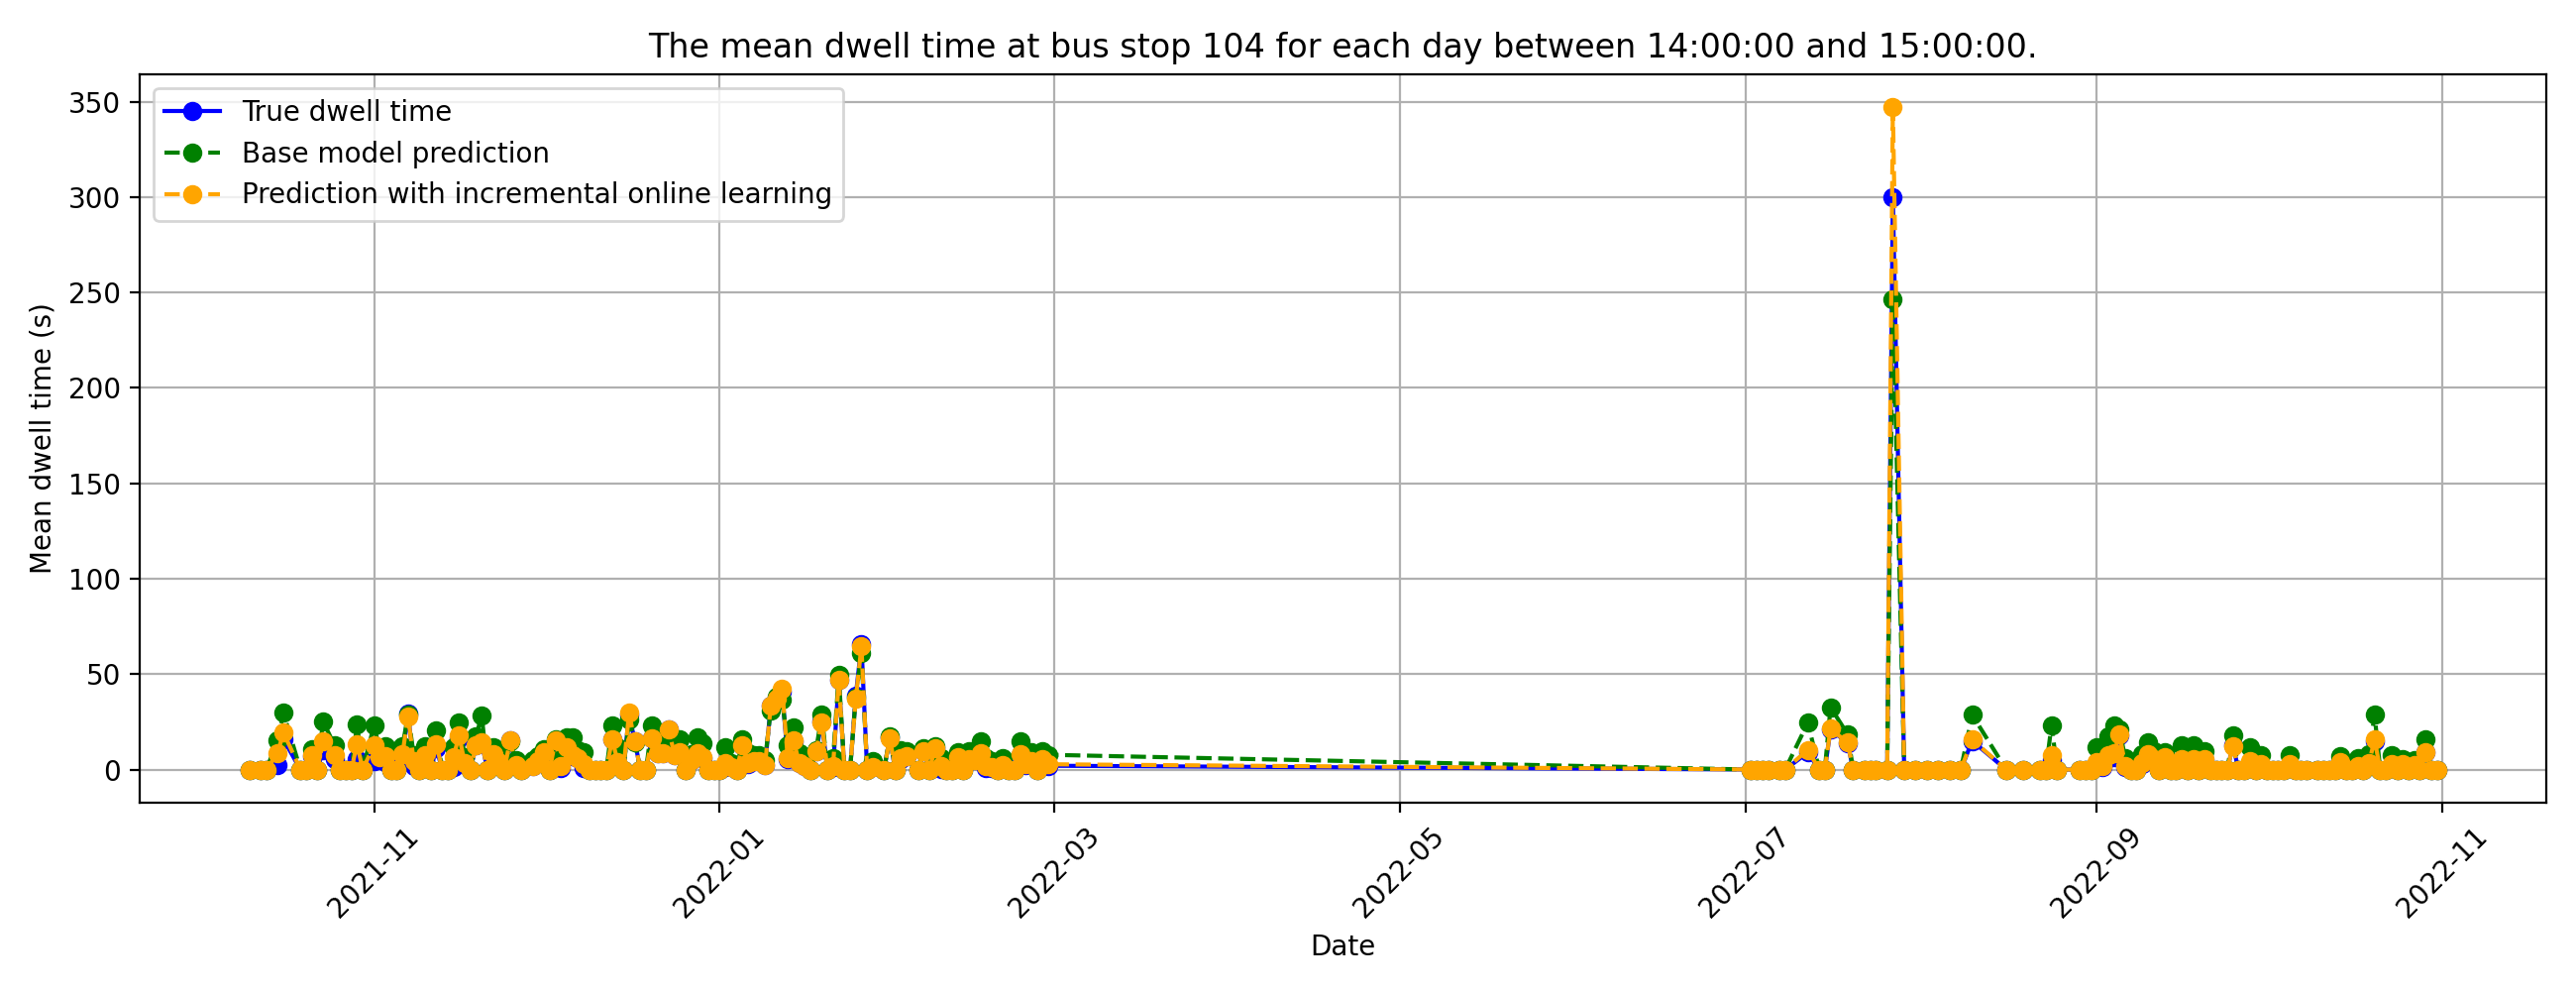 The mean dwell time at bus stop 104 for each day between 14:00:00 and 15:00:00.
True dwell time
Base model prediction
Prediction with incremental online learning
Mean dwell time (s)
350
300
250
200
150
100
50
0
2021-11
2022-01
2022-03
2022-05
2022-07
2022-09
2022-11
Date